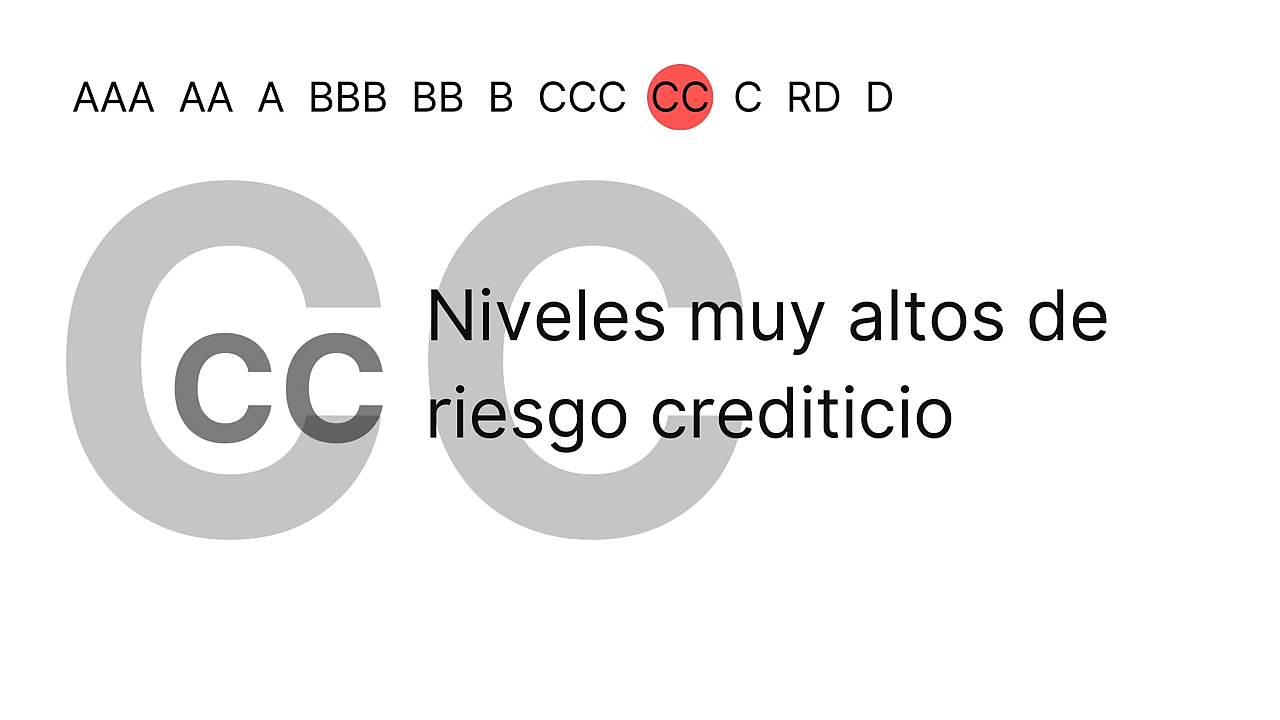 AAA AA A BBB BB B CCC CC C RD D
CC
CC
Niveles muy altos de
riesgo crediticio